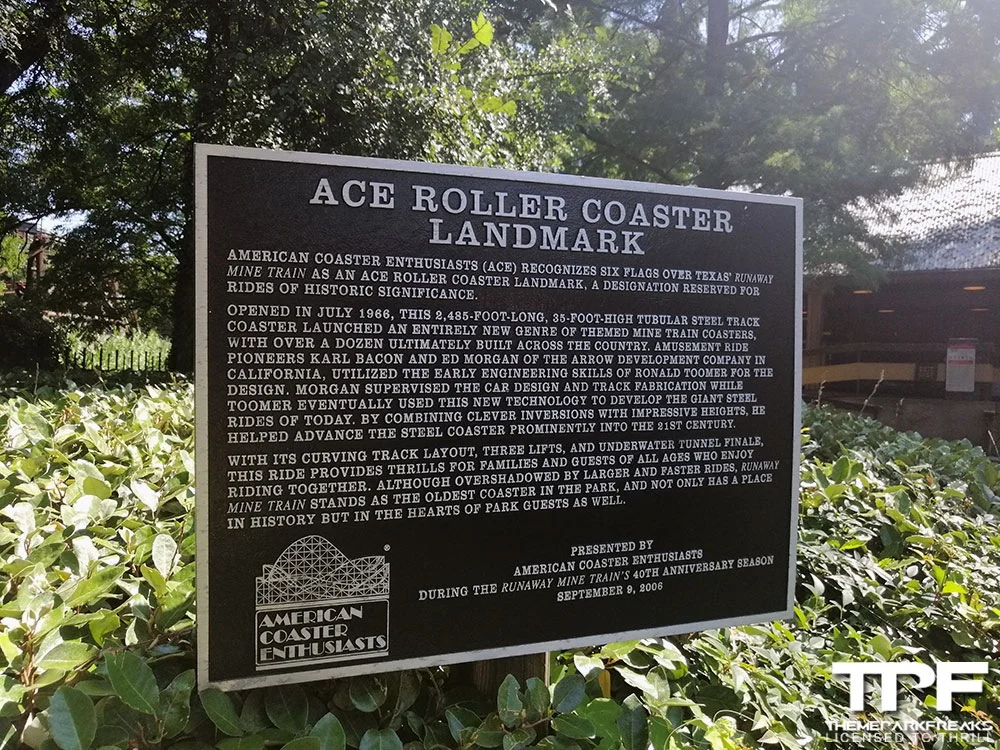 ACE ROLLER COASTER
LANDMARK
AMERICAN COASTER ENTHUSIASTS (ACE) RECOGNIZES SIX FLAGS OVER TEXAS' RUNAWAY
MINE TRAIN AS AN ACE ROLLER COASTER LANDMARK, A DESIGNATION RESERVED FOR
RIDES OF HISTORIC SIGNIFICANCE.
OPENED IN JULY 1966, THIS 2,485-FOOT-LONG, 35-FOOT-HIGH TUBULAR STEEL TRACK
COASTER LAUNCHED AN ENTIRELY NEW GENRE OF THEMED MINE TRAIN COASTERS,
WITH OVER A DOZEN ULTIMATELY BUILT ACROSS THE COUNTRY. AMUSEMENT RIDE
PIONEERS KARL BACON AND ED MORGAN OF THE ARROW DEVELOPMENT COMPANY IN
CALIFORNIA, UTILIZED THE EARLY ENGINEERING SKILLS OF RONALD TOOMER FOR THE
DESIGN. MORGAN SUPERVISED THE CAR DESIGN AND TRACK FABRICATION WHILE
TOOMER EVENTUALLY USED THIS NEW TECHNOLOGY TO DEVELOP THE GIANT STEEL
RIDES OF TODAY. BY COMBINING CLEVER INVERSIONS WITH IMPRESSIVE HEIGHTS, HE
HELPED ADVANCE THE STEEL COASTER PROMINENTLY INTO THE 21ST CENTURY.
WITH ITS CURVING TRACK LAYOUT, THREE LIFTS, AND UNDERWATER TUNNEL FINALE,
THIS RIDE PROVIDES THRILLS FOR FAMILIES AND GUESTS OF ALL AGES WHO ENJOY
RIDING TOGETHER. ALTHOUGH OVERSHADOWED BY LARGER AND FASTER RIDES, RUNAWAY
MINE TRAIN STANDS AS THE OLDEST COASTER IN THE PARK, AND NOT ONLY HAS A PLACE
IN HISTORY BUT IN THE HEARTS OF PARK GUESTS AS WELL.
PRESENTED BY
AMERICAN COASTER ENTHUSIASTS
DURING THE RUNAWAY MINE TRAIN'S 40TH ANNIVERSARY SEASON
SEPTEMBER 9, 2006
®
AMERICAN
COASTER
ENTHUSIASTS
TPF
THEMEPARKFREAKS
LICENSED TO THRILL